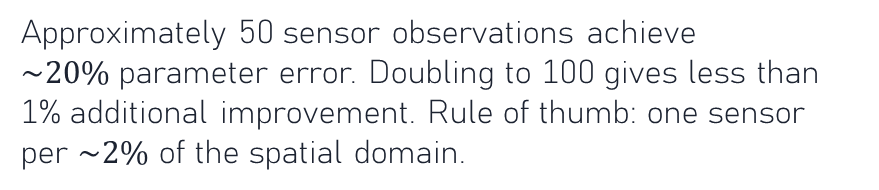 Approximately 50 sensor observations achieve
~20% parameter error. Doubling to 100 gives less than
1% additional improvement. Rule of thumb: one sensor
per ~2% of the spatial domain.